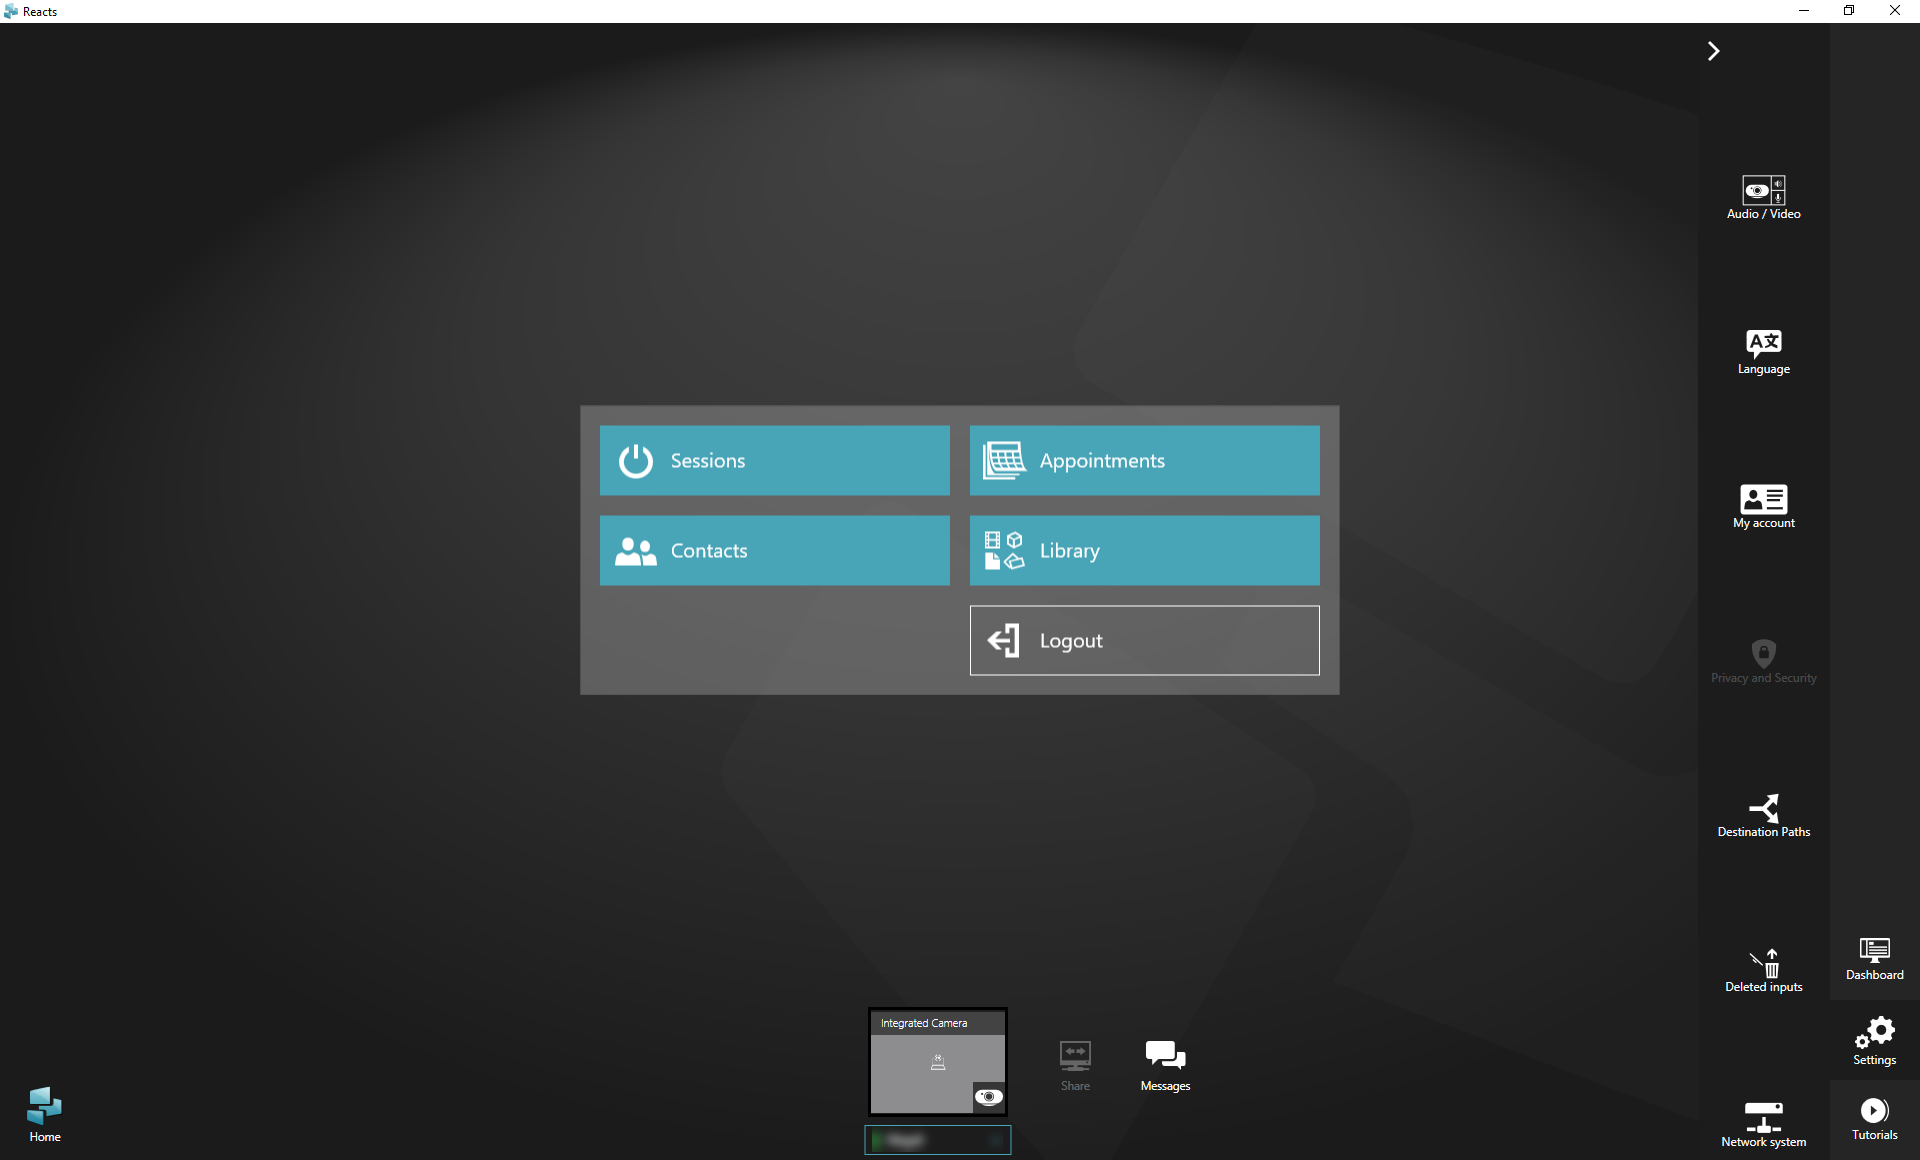 Reacts
Audio / Video
Language
Sessions
Appointments
My account
Contacts
Library
Logout
Privacy and Security
Destination Paths
Dashboard
Deleted inputs
Integrated Camera
Settings
Share
Messages
Home
Network system
Tutorials